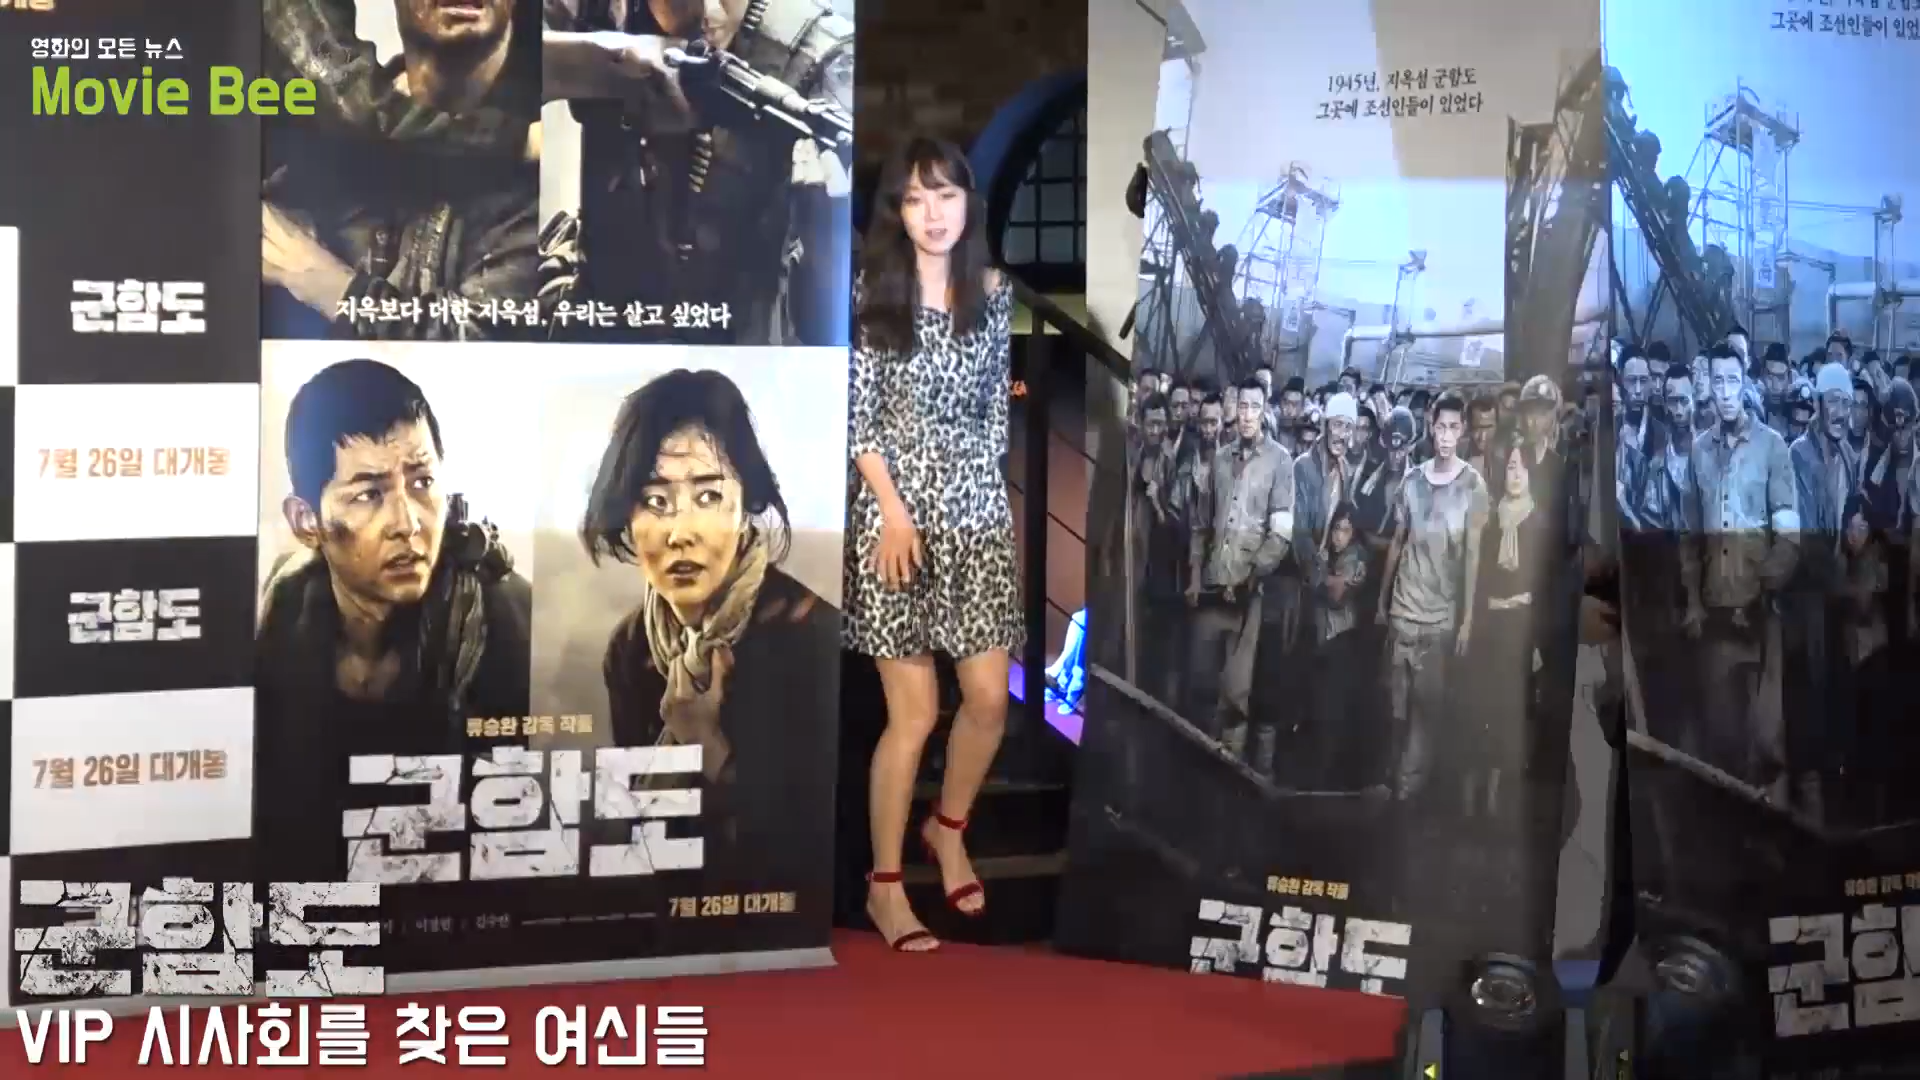 영화의 모든 뉴스
Movie Bee
군함도
7월 26일 대개봉
군함도
7월 26일 대개봉
지옥보다 더한 지옥섬, 우리는 살고 싶었다
류승완 감독 작품
군함도
이경영 | 김수안
7월 26일 대개봉
1945년, 지옥섬 군함도
그곳에 조선인들이 있었다
류승완 감독 작품
군함도
그곳에 조선인들이
류승완 감독
군함
군함도
VIP 시사회를 찾은 여신들